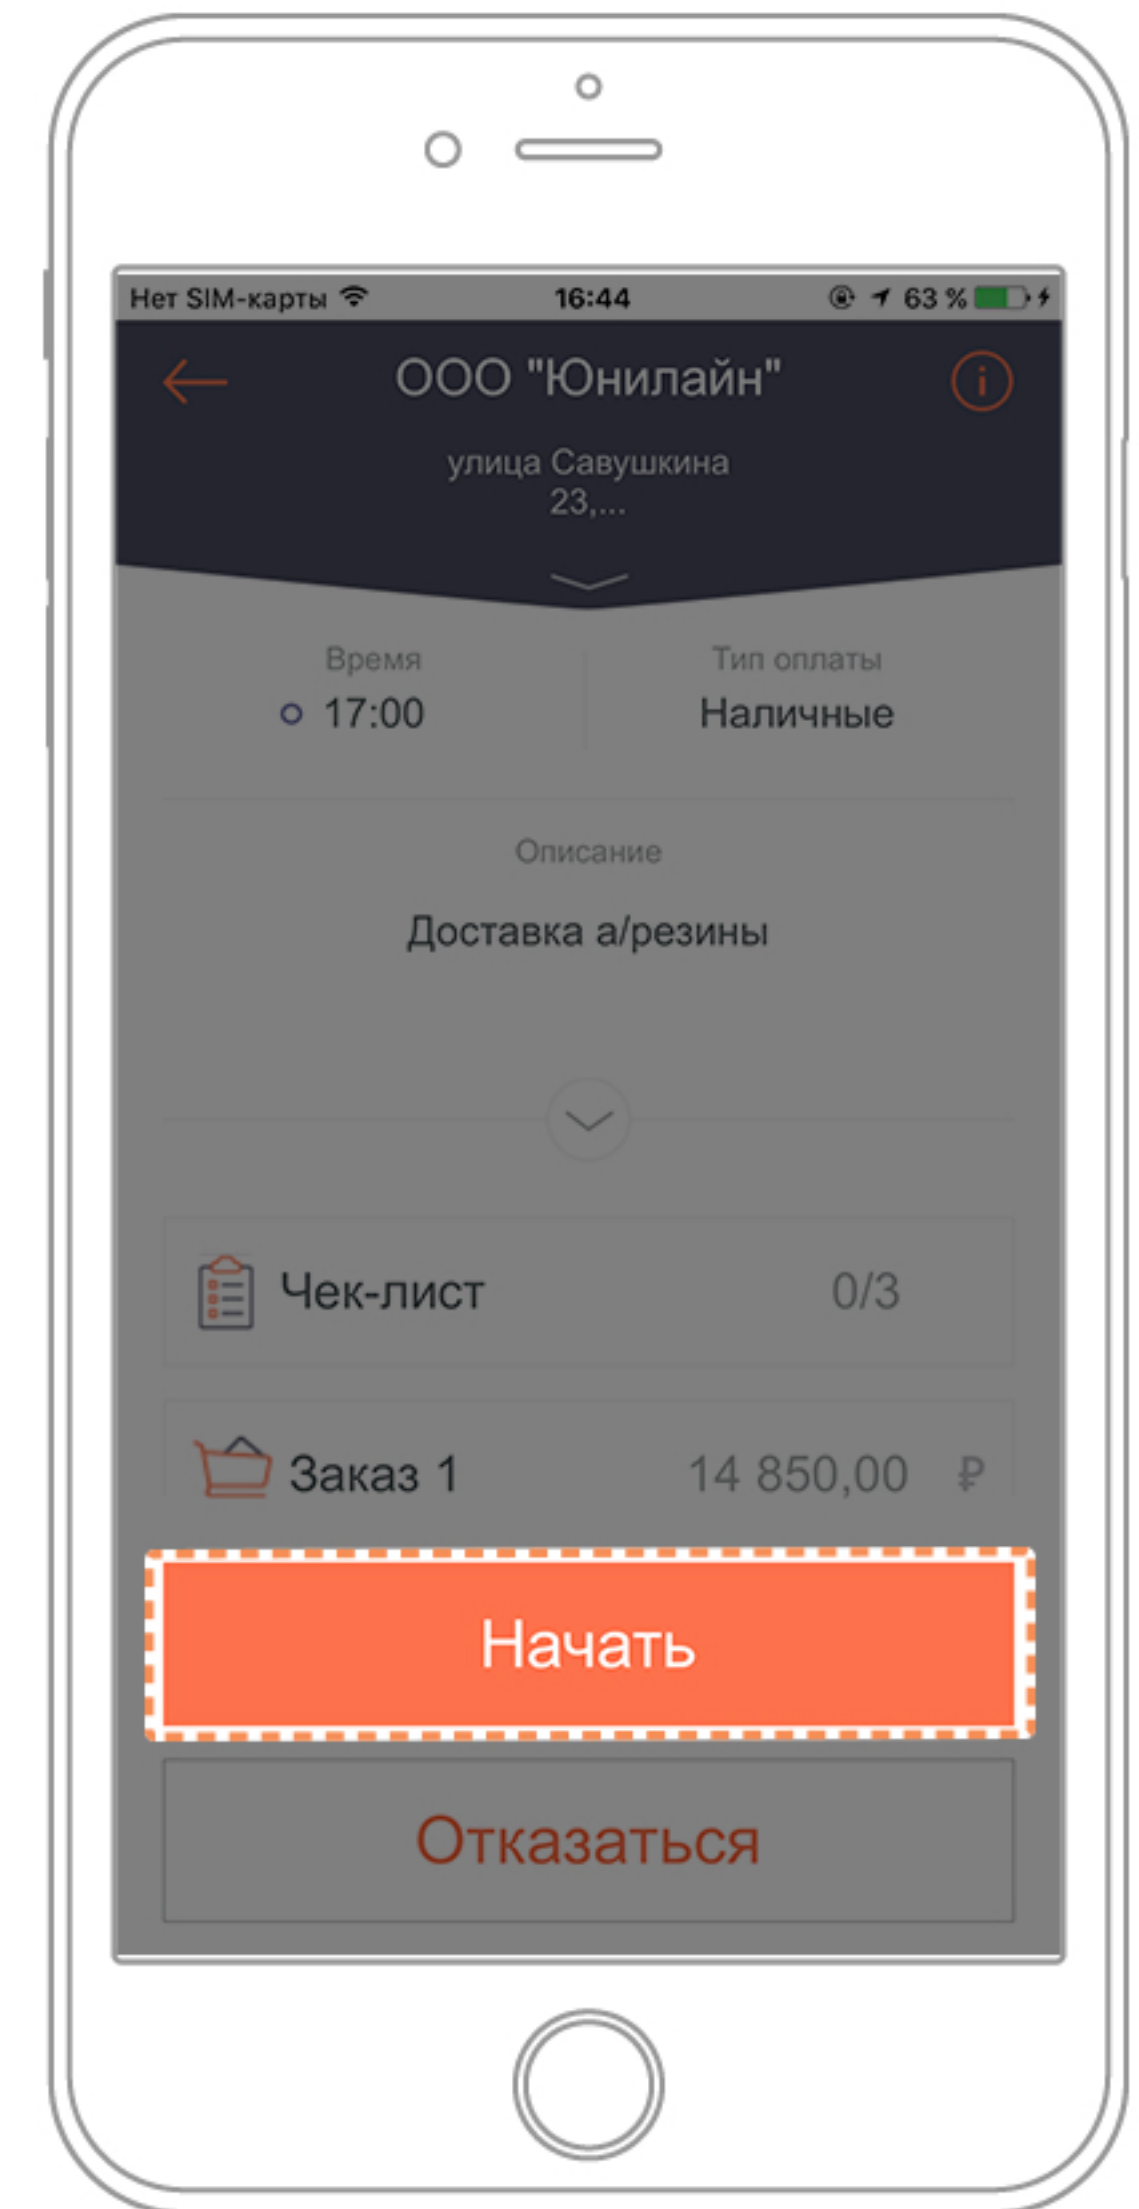 Нет SIM-карты 16:44 63 %
ООО "Юнилайн"
улица Савушкина
23,...
Время Тип оплаты
17:00 Наличные
Описание
Доставка а/резины
Чек-лист 0/3
Заказ 1 14 850,00 ₽
Начать
Отказаться